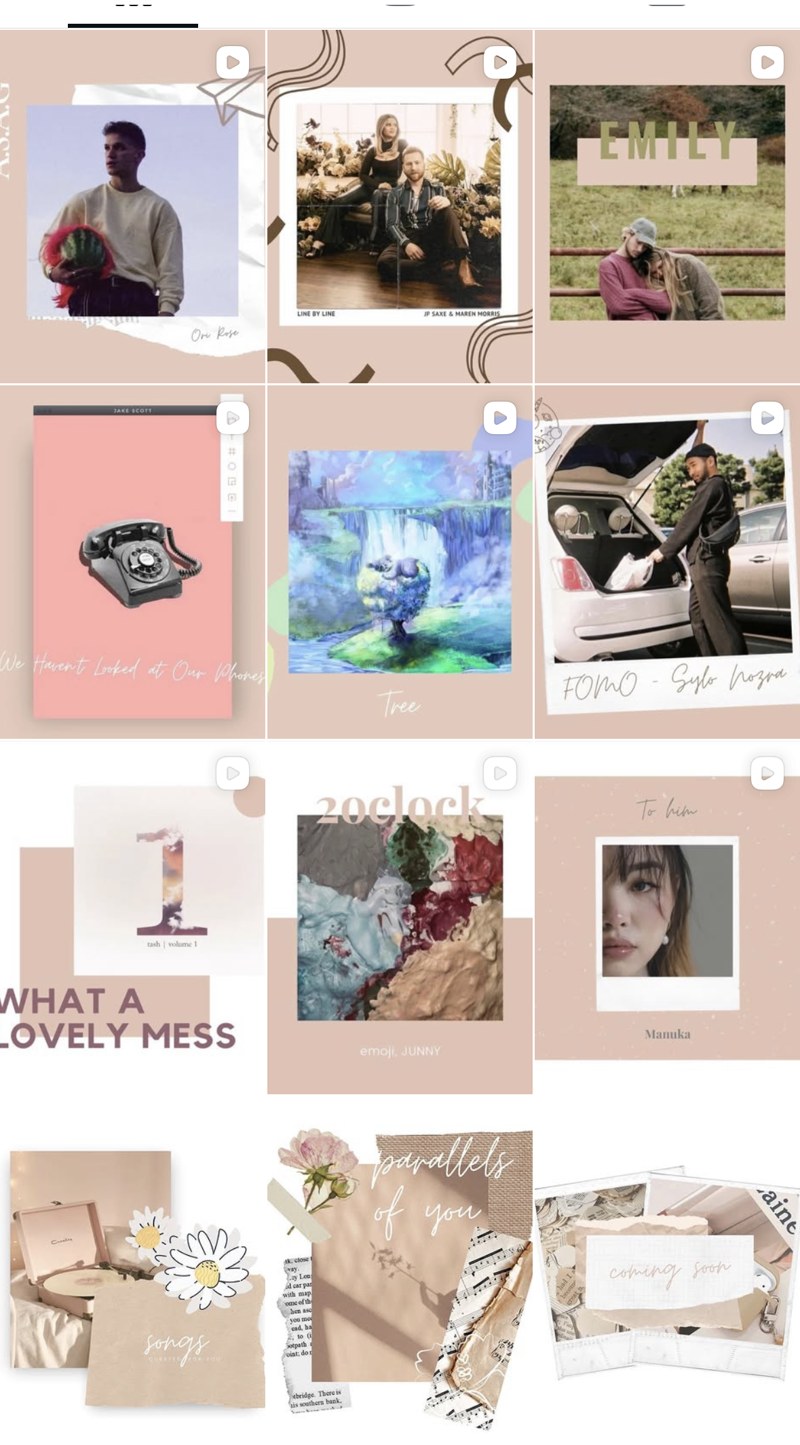 A.S.A.G
Ori Rose
LINE BY LINE
JP SAXE & MAREN MORRIS
EMILY
JAKE SCOTT
We Haven't Looked at Our Phones
Tree
FOMO - Sylo Nozra
1
tash | volume 1
WHAT A
LOVELY MESS
2oclock
emoji, JUNNY
To him
Manuka
songs
parallels
of you
coming soon